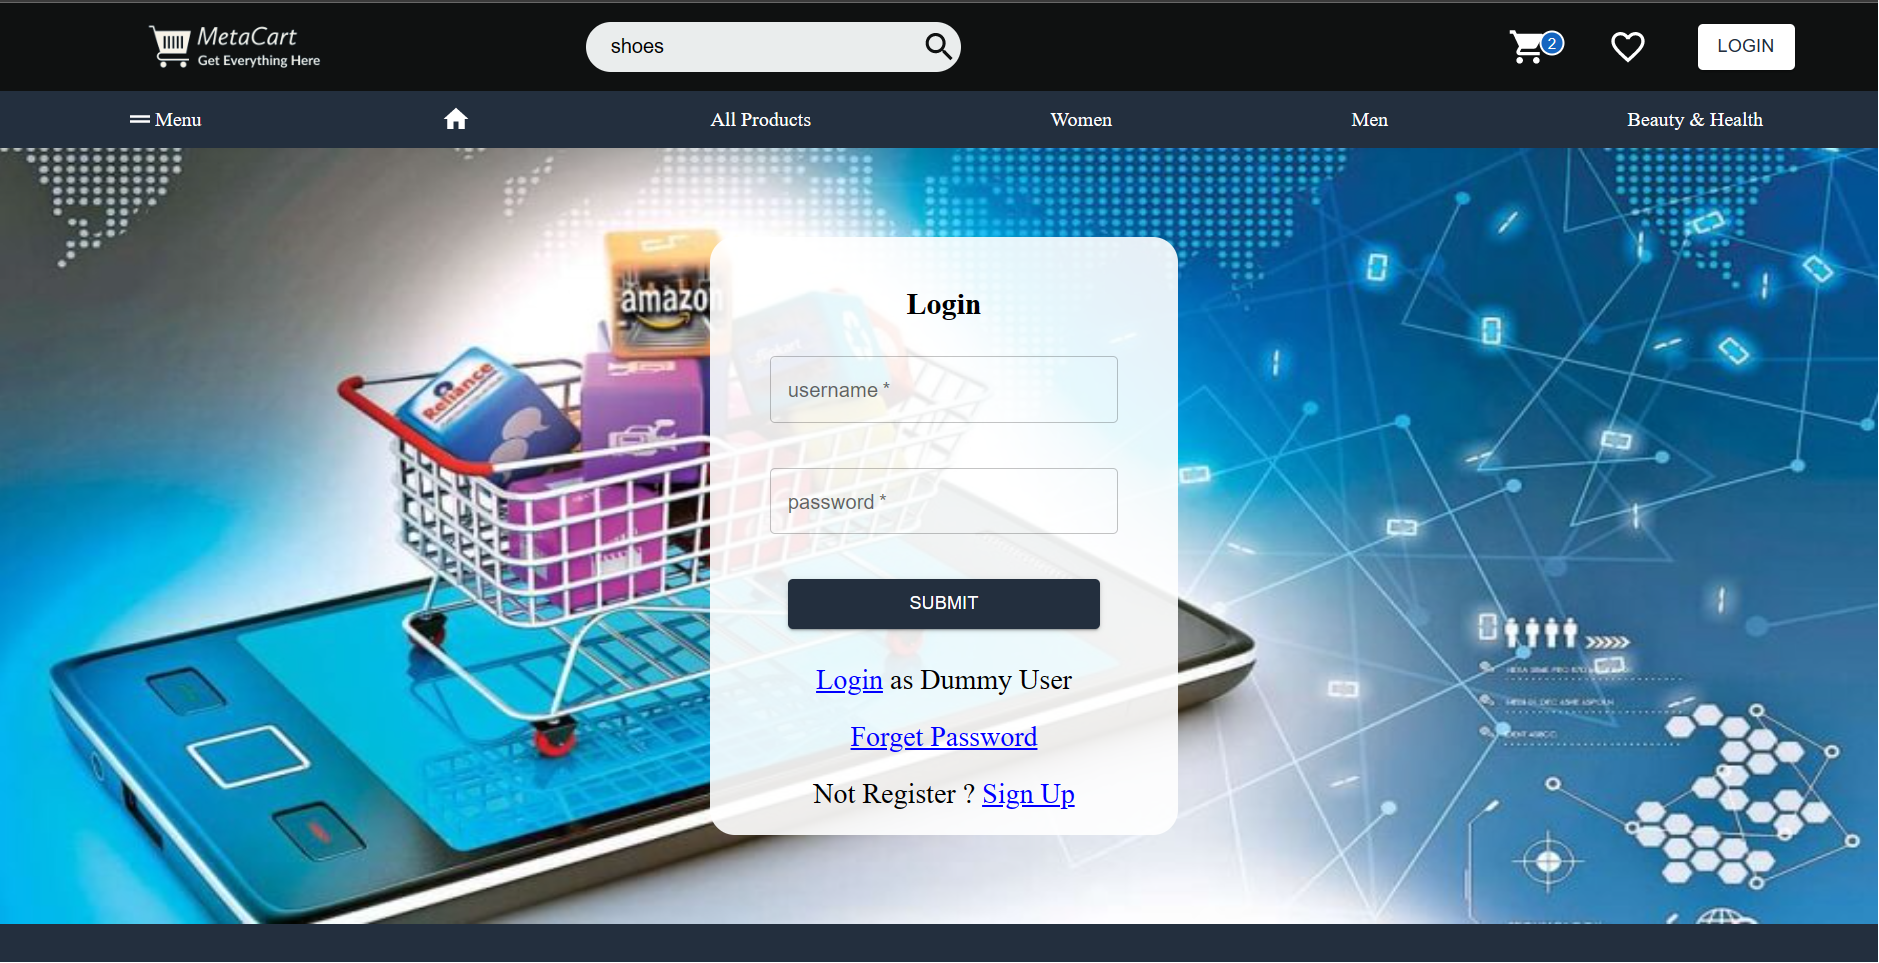 MetaCart
Get Everything Here
shoes
2
LOGIN
Menu
All Products
Women
Men
Beauty & Health
amazon
Reliance
Login
username *
password *
SUBMIT
Login as Dummy User
Forget Password
Not Register ? Sign Up